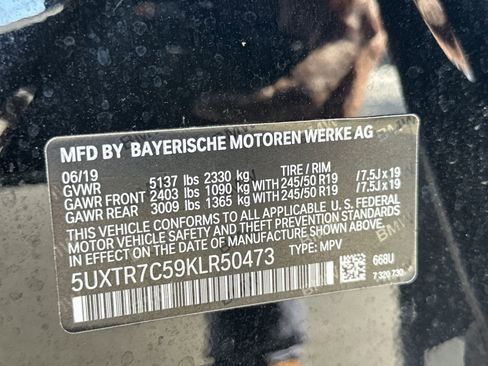 MFD BY BAYERISCHE MOTOREN WERKE AG
06/19 TIRE / RIM
GVWR 5137 lbs 2330 kg
GAWR FRONT 2403 lbs 1090 kg WITH 245/50 R19 / 7.5J x 19
GAWR REAR 3009 lbs 1365 kg WITH 245/50 R19 / 7.5J x 19
THIS VEHICLE CONFORMS TO ALL APPLICABLE U.S. FEDERAL
MOTOR VEHICLE SAFETY AND THEFT PREVENTION STANDARDS
IN EFFECT ON THE DATE OF MANUFACTURE SHOWN ABOVE.
5UXTR7C59KLR50473 TYPE: MPV
668U
7 320 730